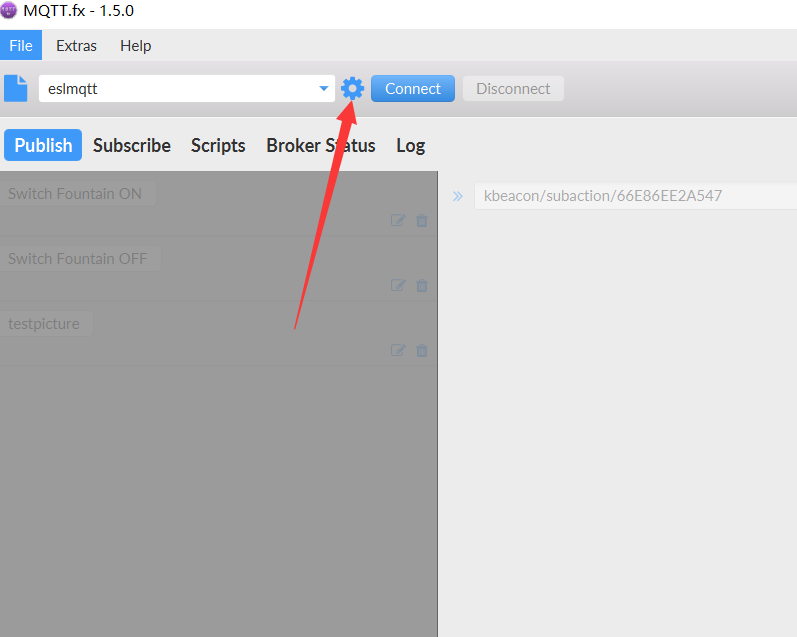 MQTT.fx - 1.5.0
File Extras Help
eslmqtt Connect Disconnect
Publish Subscribe Scripts Broker Status Log
Switch Fountain ON
kbeacon/subaction/66E86EE2A547
Switch Fountain OFF
testpicture